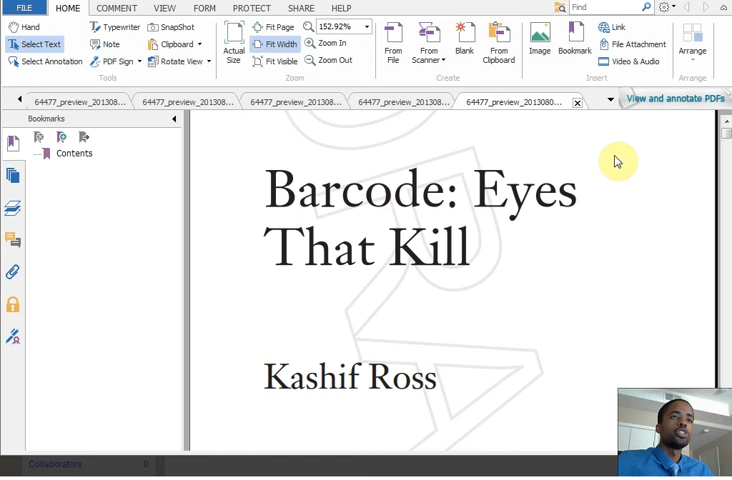 FILE HOME COMMENT VIEW FORM PROTECT SHARE HELP Find
Hand Typewriter SnapShot Fit Page 152.92% Link
Select Text Note Clipboard Fit Width Zoom In File Attachment
Select Annotation PDF Sign Rotate View Fit Visible Zoom Out Video & Audio
Actual Size
From File
From Scanner
Blank
From Clipboard
Image
Bookmark
Arrange
Tools Zoom Create Insert Arrange
64477_preview_201308... 64477_preview_201308... 64477_preview_201308... 64477_preview_201308... 64477_preview_2013080... View and annotate PDFs
Bookmarks
Contents
Barcode: Eyes
That Kill
Kashif Ross
Collaborators 0